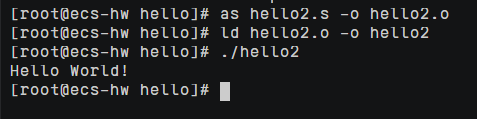 [root@ecs-hw hello]# as hello2.s -o hello2.o
[root@ecs-hw hello]# ld hello2.o -o hello2
[root@ecs-hw hello]# ./hello2
Hello World!
[root@ecs-hw hello]#